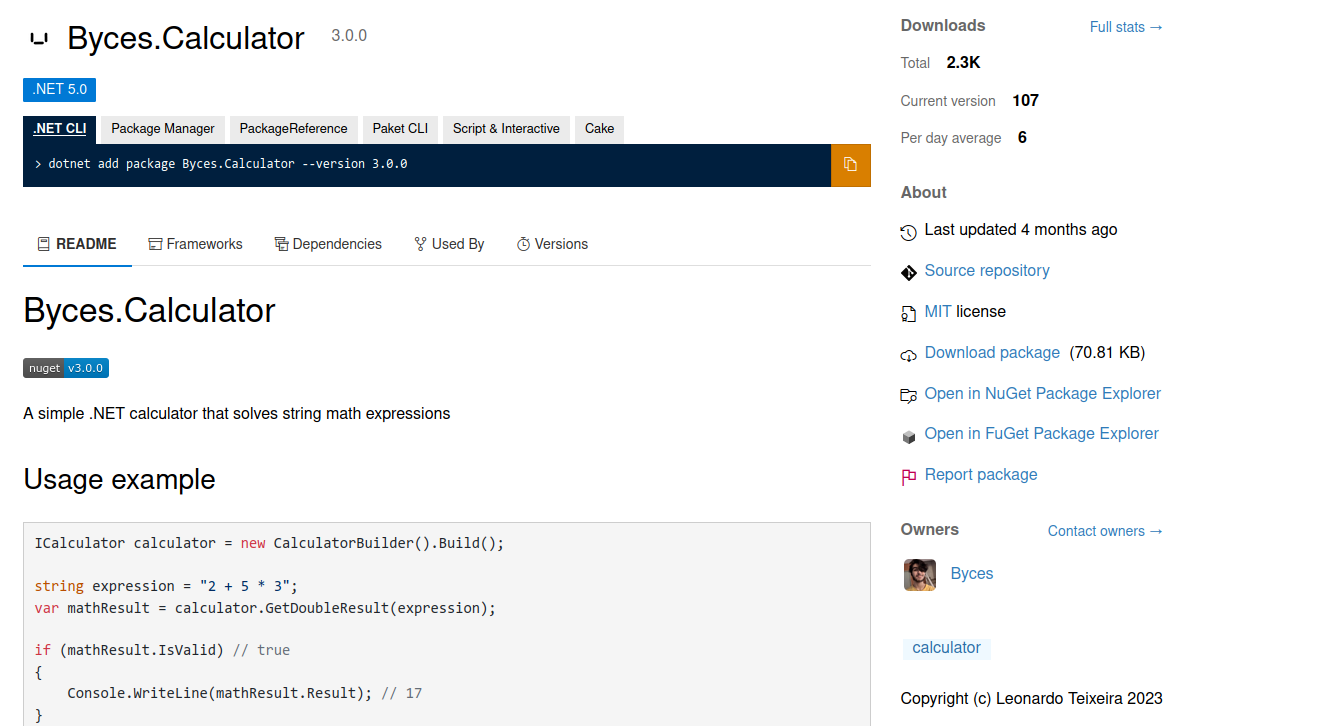 Byces.Calculator 3.0.0
.NET 5.0
.NET CLI Package Manager PackageReference Paket CLI Script & Interactive Cake
> dotnet add package Byces.Calculator --version 3.0.0
README Frameworks Dependencies Used By Versions
Byces.Calculator
nuget v3.0.0
A simple .NET calculator that solves string math expressions
Usage example
ICalculator calculator = new CalculatorBuilder().Build();
string expression = "2 + 5 * 3";
var mathResult = calculator.GetDoubleResult(expression);
if (mathResult.IsValid) // true
{
    Console.WriteLine(mathResult.Result); // 17
}
Downloads Full stats →
Total 2.3K
Current version 107
Per day average 6
About
Last updated 4 months ago
Source repository
MIT license
Download package (70.81 KB)
Open in NuGet Package Explorer
Open in FuGet Package Explorer
Report package
Owners Contact owners →
Byces
calculator
Copyright (c) Leonardo Teixeira 2023